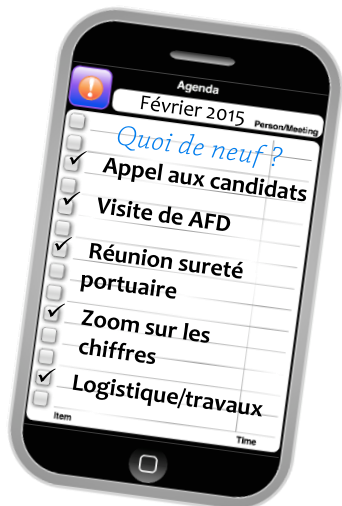 Agenda
Février 2015
Person/Meeting
Quoi de neuf ?
Appel aux candidats
Visite de AFD
Réunion sureté
portuaire
Zoom sur les
chiffres
Logistique/travaux
Item
Time